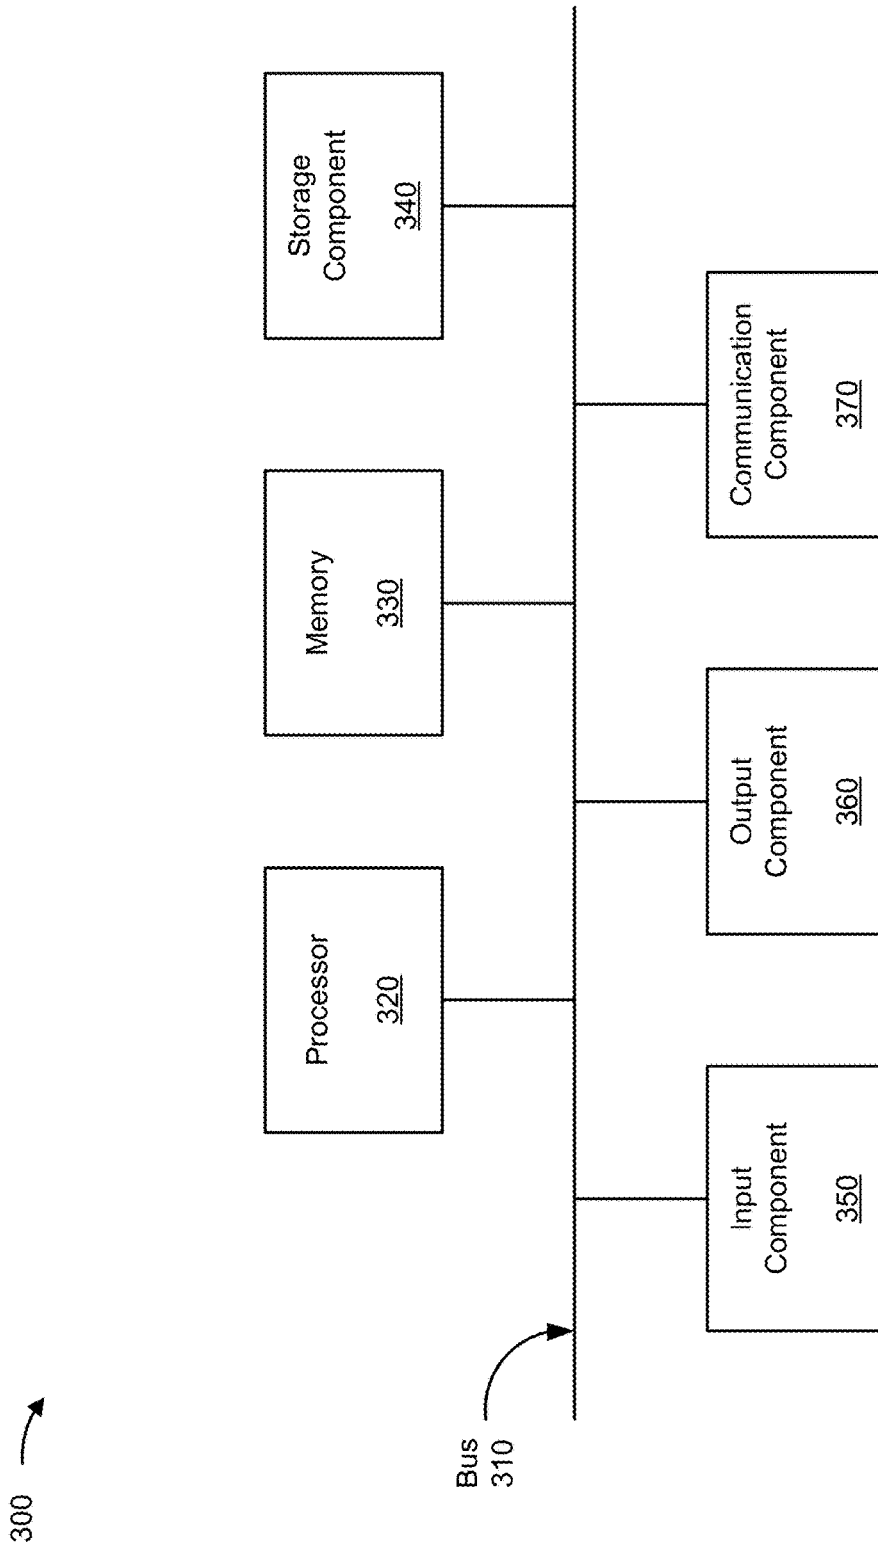 300
Processor
320
Memory
330
Storage
Component
340
Bus
310
Input
Component
350
Output
Component
360
Communication
Component
370